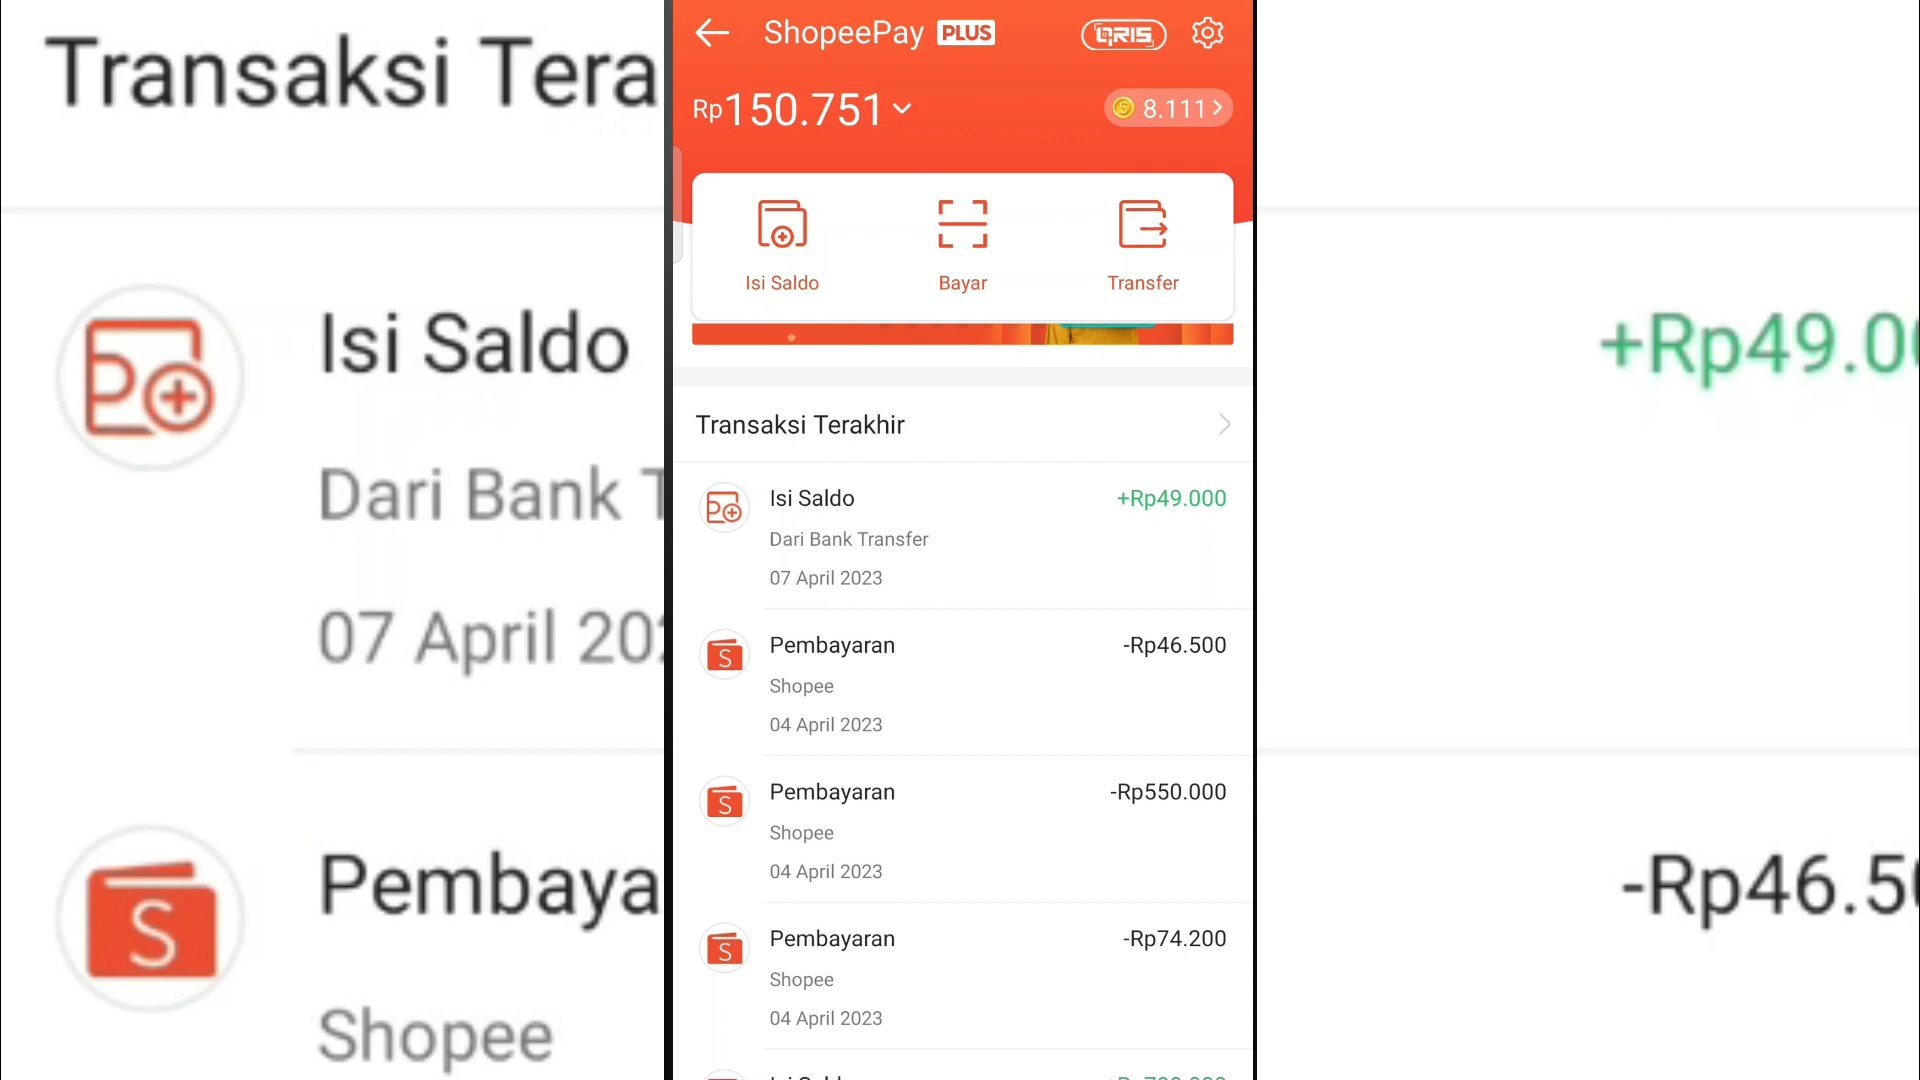 Transaksi Tera
Isi Saldo
+Rp49.0
Dari Bank
07 April 20
Pembaya
-Rp46.5
Shopee
ShopeePay PLUS
QRIS
Rp150.751
8.111
Isi Saldo
Bayar
Transfer
Transaksi Terakhir
Isi Saldo
+Rp49.000
Dari Bank Transfer
07 April 2023
Pembayaran
-Rp46.500
S
Shopee
04 April 2023
Pembayaran
-Rp550.000
S
Shopee
04 April 2023
Pembayaran
-Rp74.200
S
Shopee
04 April 2023